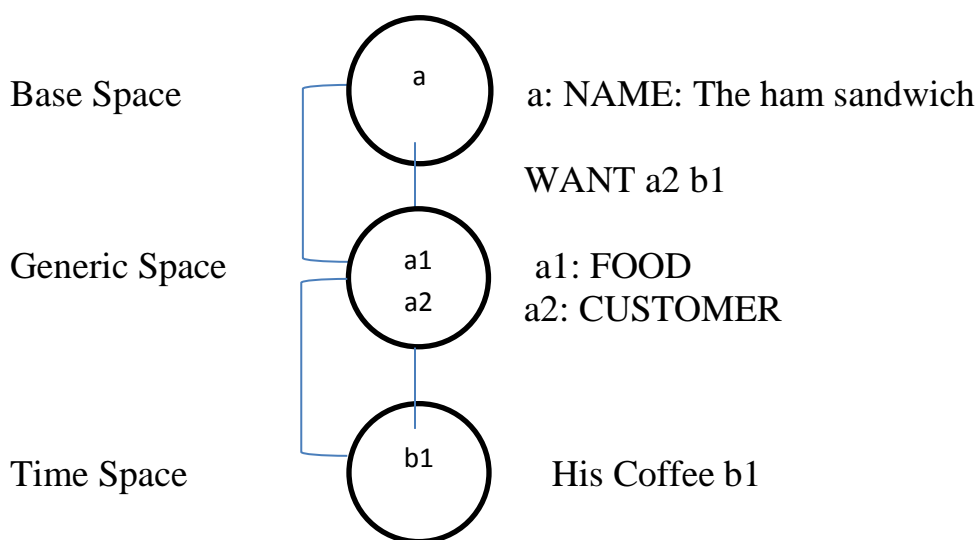 Base Space
a
a: NAME: The ham sandwich
WANT a2 b1
Generic Space
a1
a2
a1: FOOD
a2: CUSTOMER
Time Space
b1
His Coffee b1